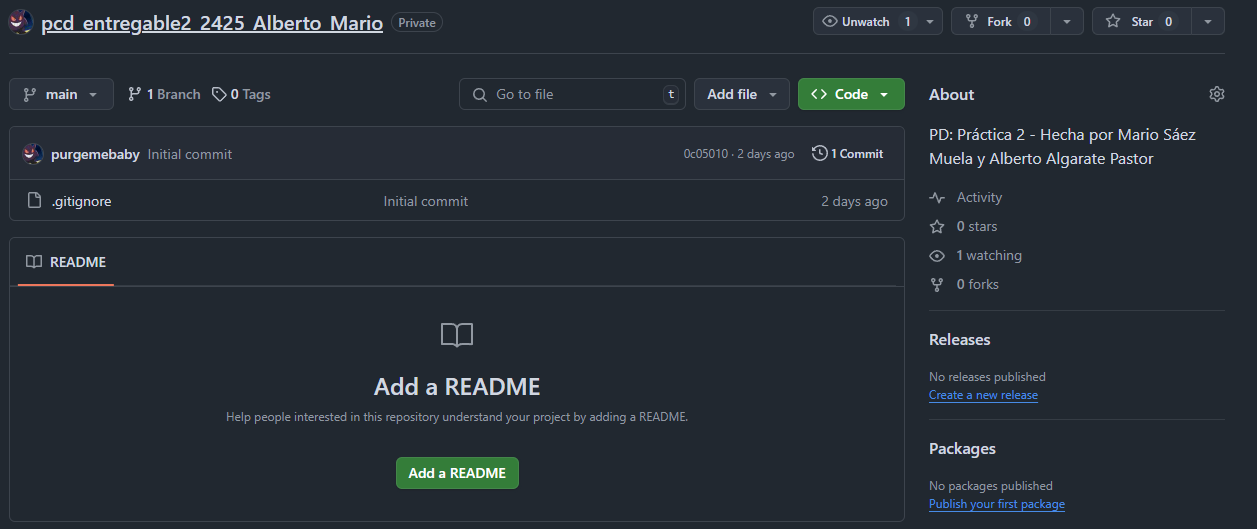 pcd_entregable2_2425_Alberto_Mario Private Unwatch 1 Fork 0 Star 0
main 1 Branch 0 Tags Go to file t Add file Code
purgemebaby Initial commit 0c05010 · 2 days ago 1 Commit
.gitignore Initial commit 2 days ago
README
Add a README
Help people interested in this repository understand your project by adding a README.
Add a README
About
PD: Práctica 2 - Hecha por Mario Sáez
Muela y Alberto Algarate Pastor
Activity
0 stars
1 watching
0 forks
Releases
No releases published
Create a new release
Packages
No packages published
Publish your first package